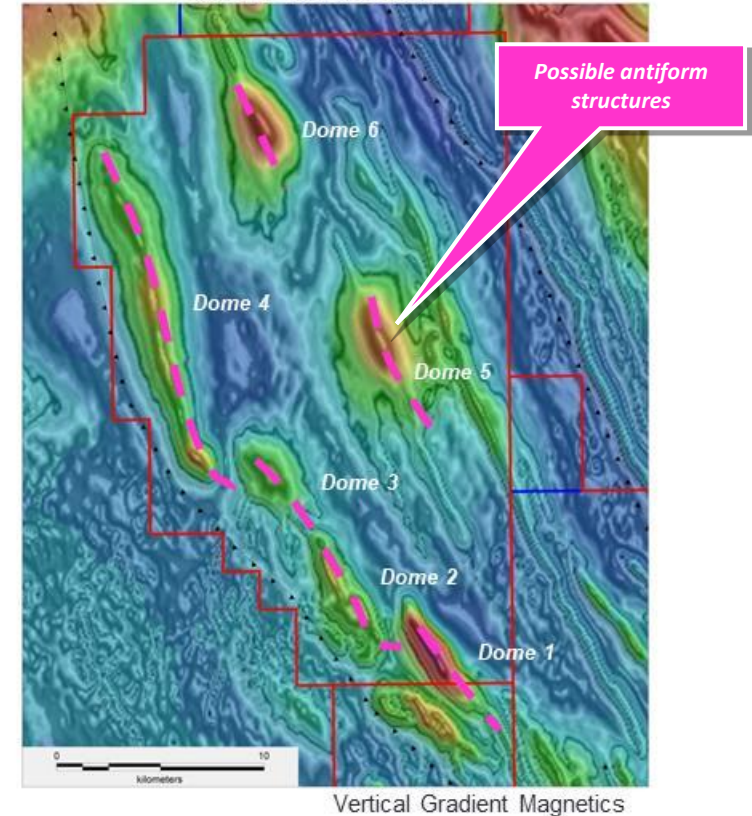 Possible antiform
structures
Dome 6
Dome 4
Dome 5
Dome 3
Dome 2
Dome 1
0 10
kilometers
Vertical Gradient Magnetics